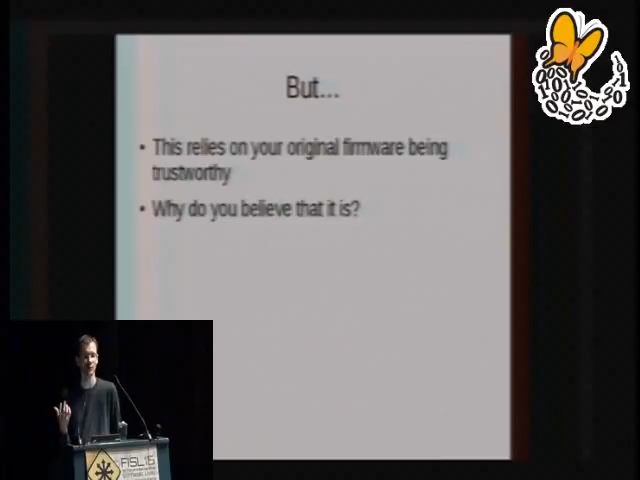 But...
• This relies on your original firmware being
trustworthy
• Why do you believe that it is?
FISL15